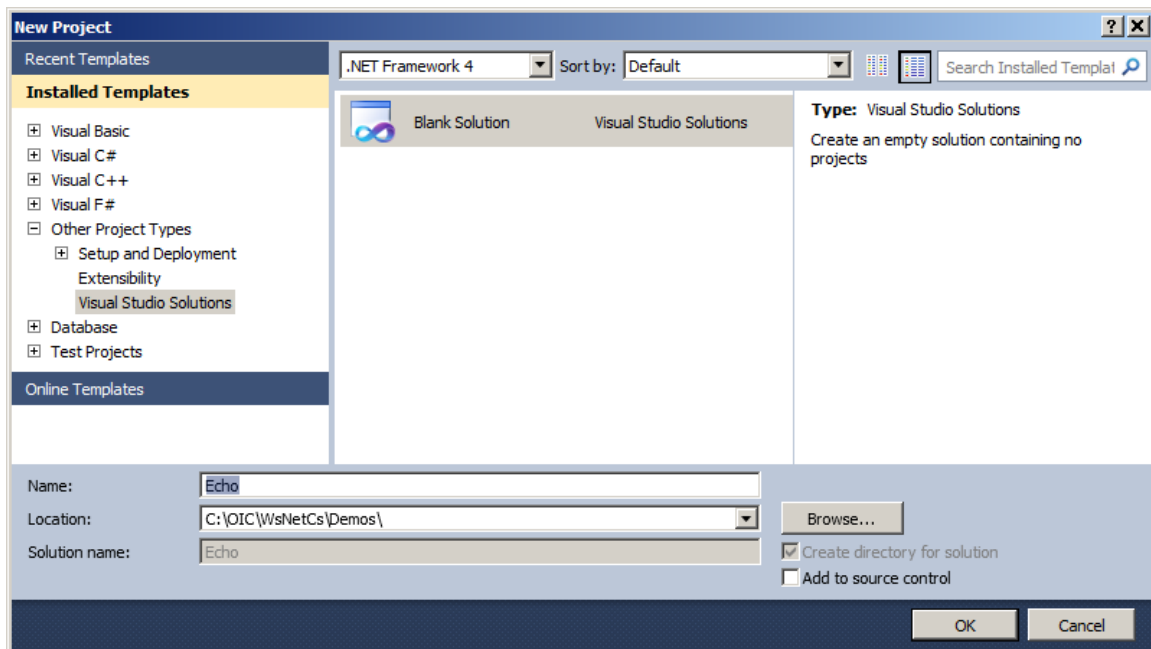 New Project
Recent Templates
Installed Templates
Visual Basic
Visual C#
Visual C++
Visual F#
Other Project Types
Setup and Deployment
Extensibility
Visual Studio Solutions
Database
Test Projects
Online Templates
.NET Framework 4 Sort by: Default Search Installed Templat
Blank Solution Visual Studio Solutions
Type: Visual Studio Solutions
Create an empty solution containing no
projects
Name: Echo
Location: C:\OIC\WsNetCs\Demos\ Browse...
Solution name: Echo Create directory for solution
Add to source control
OK Cancel